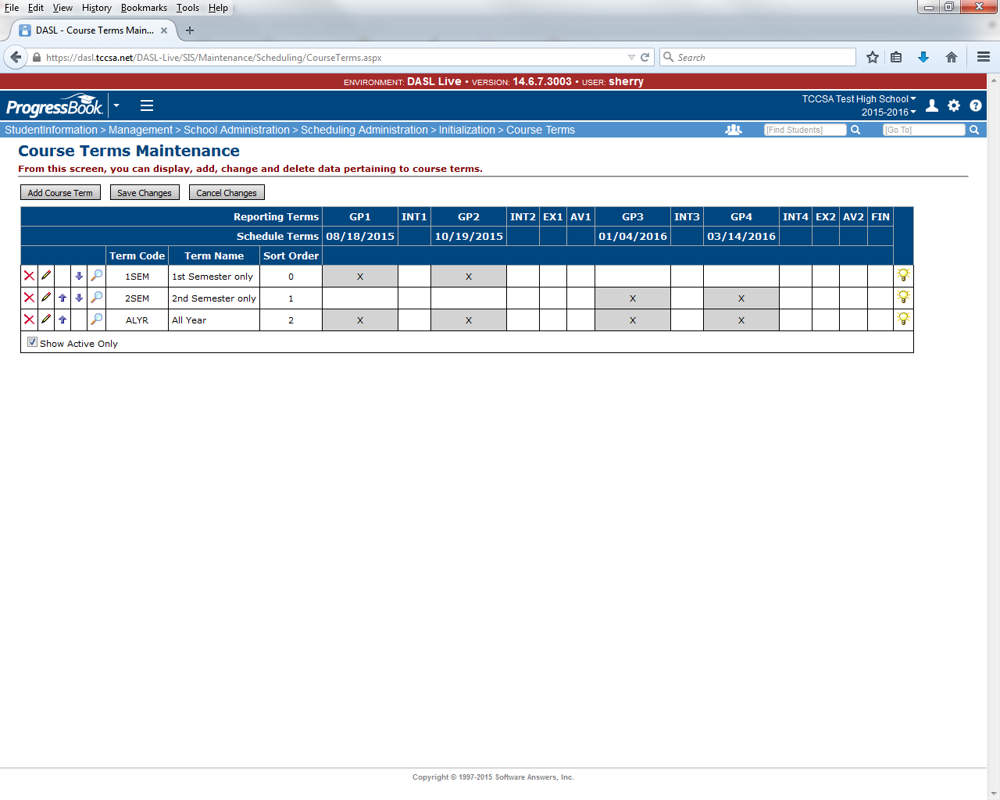 File Edit View History Bookmarks Tools Help
DASL - Course Terms Main...
https://dasl.tccsa.net/DASL-Live/SIS/Maintenance/Scheduling/CourseTerms.aspx Search
ENVIRONMENT: DASL Live • VERSION: 14.6.7.3003 • USER: sherry
ProgressBook TCCSA Test High School
2015-2016
StudentInformation > Management > School Administration > Scheduling Administration > Initialization > Course Terms [Find Students] [Go To]
Course Terms Maintenance
From this screen, you can display, add, change and delete data pertaining to course terms.
Add Course Term Save Changes Cancel Changes
Reporting Terms GP1 INT1 GP2 INT2 EX1 AV1 GP3 INT3 GP4 INT4 EX2 AV2 FIN
Schedule Terms 08/18/2015 10/19/2015 01/04/2016 03/14/2016
Term Code Term Name Sort Order
1SEM 1st Semester only 0 X X
2SEM 2nd Semester only 1 X X
ALYR All Year 2 X X X X
Show Active Only
Copyright © 1997-2015 Software Answers, Inc.